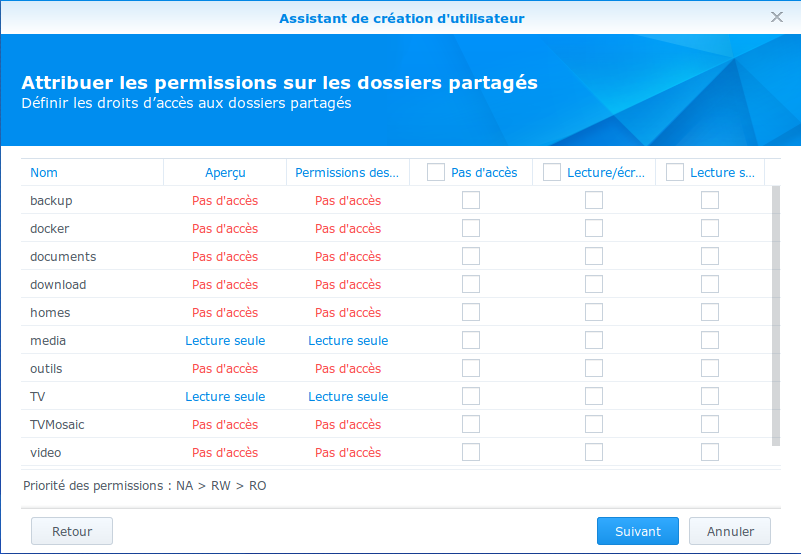 Assistant de création d'utilisateur
Attribuer les permissions sur les dossiers partagés
Définir les droits d’accès aux dossiers partagés
Nom Aperçu Permissions des... Pas d'accès Lecture/écr... Lecture s...
backup Pas d'accès Pas d'accès
docker Pas d'accès Pas d'accès
documents Pas d'accès Pas d'accès
download Pas d'accès Pas d'accès
homes Pas d'accès Pas d'accès
media Lecture seule Lecture seule
outils Pas d'accès Pas d'accès
TV Lecture seule Lecture seule
TVMosaic Pas d'accès Pas d'accès
video Pas d'accès Pas d'accès
Priorité des permissions : NA > RW > RO
Retour Suivant Annuler